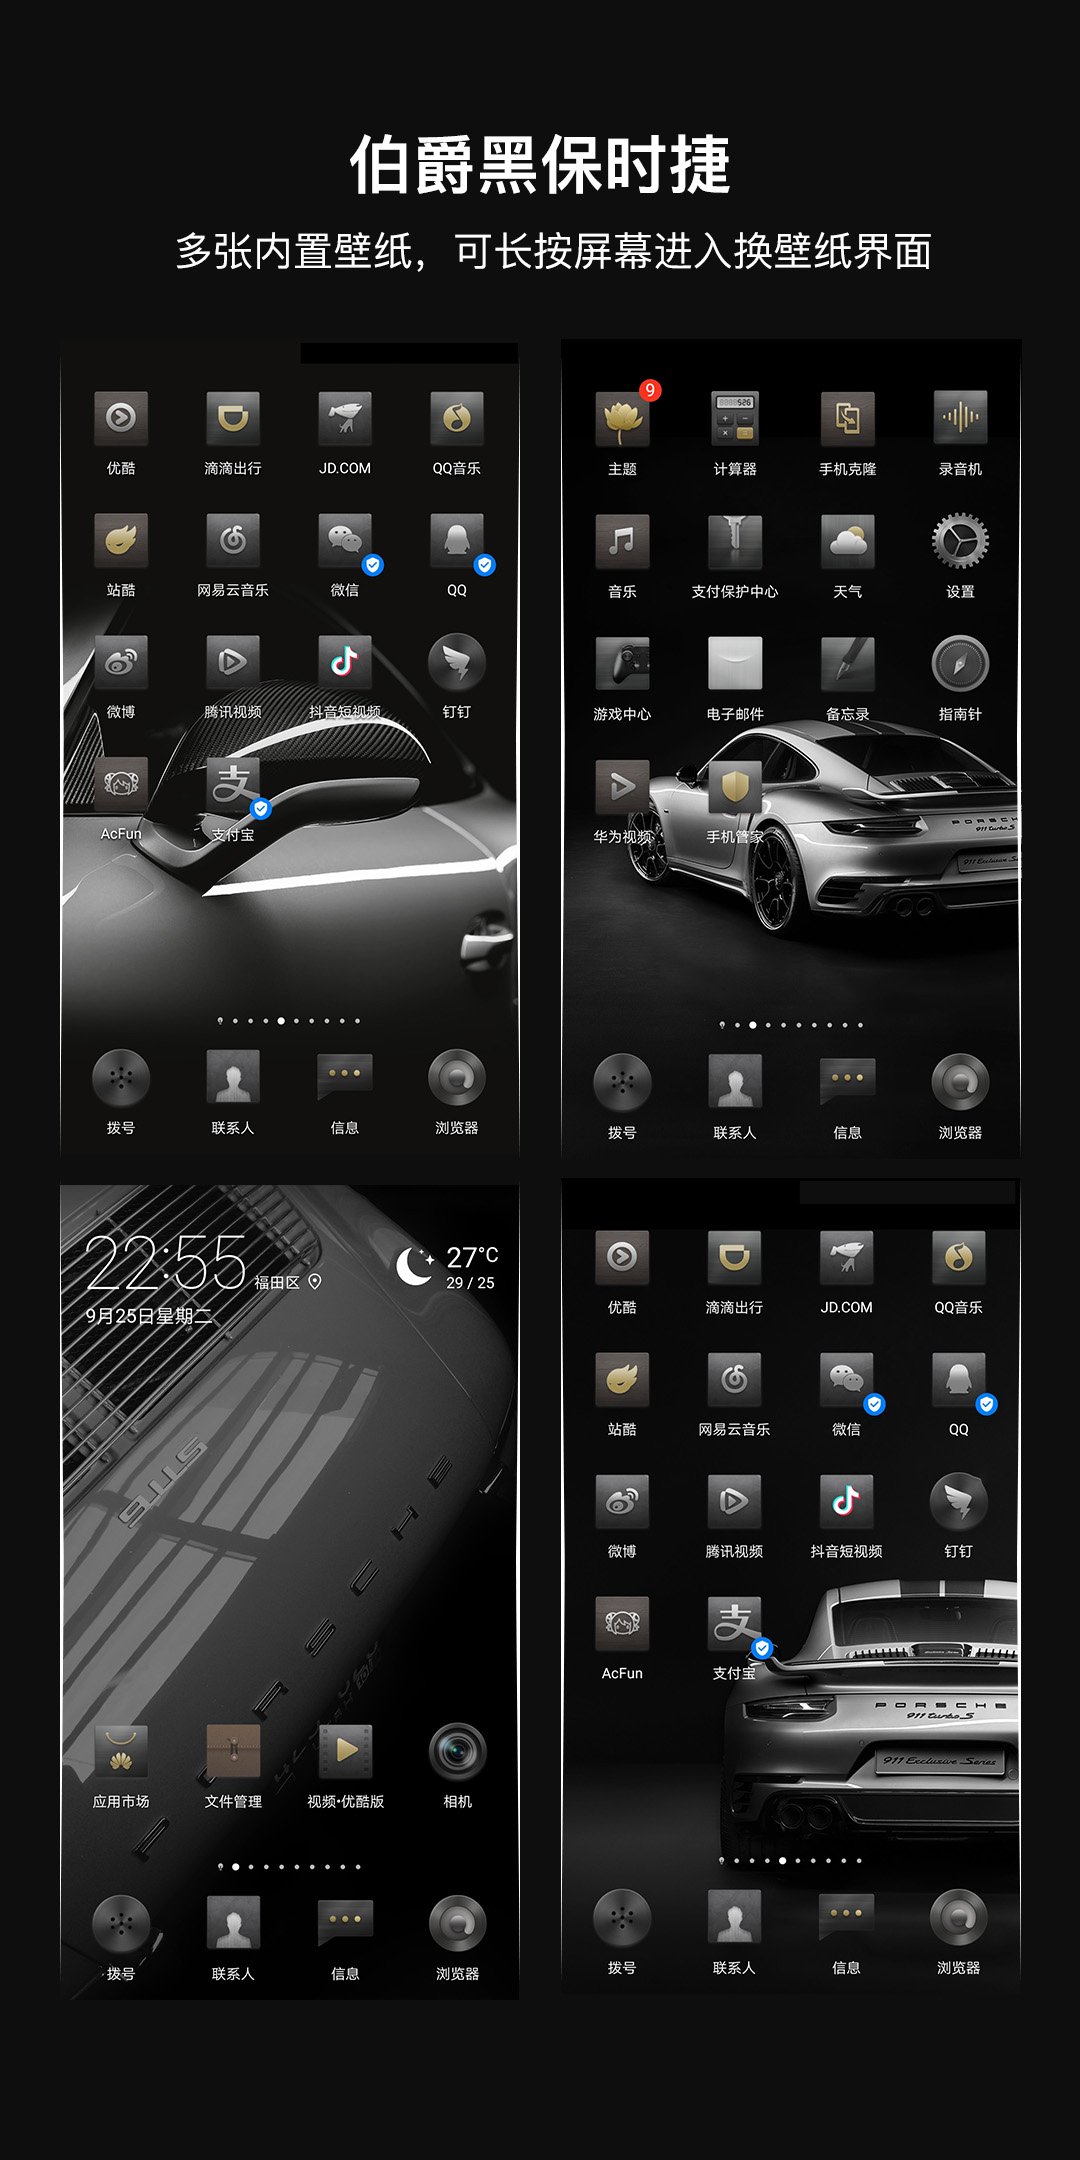 伯爵黑保时捷
多张内置壁纸，可长按屏幕进入换壁纸界面
优酷 滴滴出行 JD.COM QQ音乐
站酷 网易云音乐 微信 QQ
微博 腾讯视频 抖音短视频 钉钉
支
AcFun 支付宝
拨号 联系人 信息 浏览器
9
526
主题 计算器 手机克隆 录音机
音乐 支付保护中心 天气 设置
游戏中心 电子邮件 备忘录 指南针
PORSCH
911 turbo S
911 Exclusive Se
华为视频 手机管家
拨号 联系人 信息 浏览器
22:55 福田区 27°C
29 / 25
9月25日星期二
911S
PORSCHE
应用市场 文件管理 视频•优酷版 相机
拨号 联系人 信息 浏览器
优酷 滴滴出行 JD.COM QQ音乐
站酷 网易云音乐 微信 QQ
微博 腾讯视频 抖音短视频 钉钉
支
AcFun 支付宝
PORSCHE
911 turbo S
911 Exclusive Series
拨号 联系人 信息 浏览器